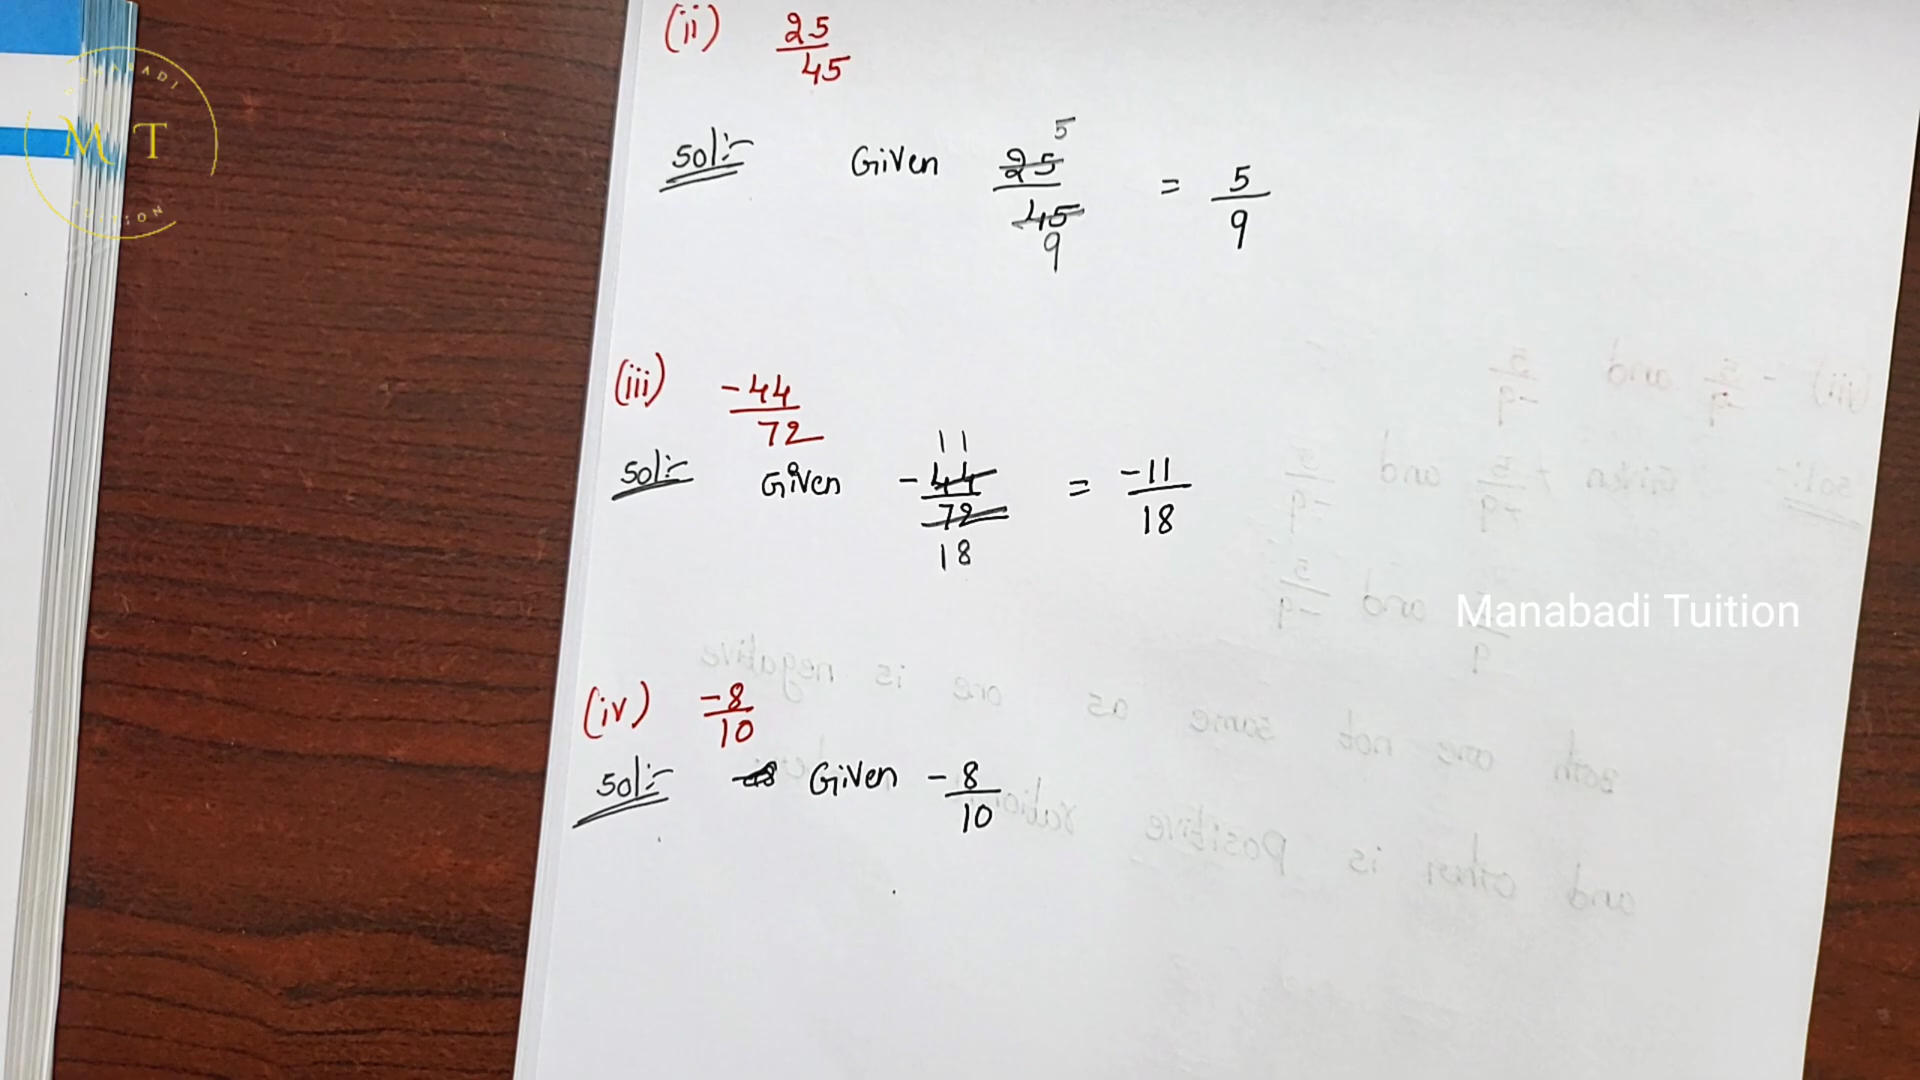 (ii) 25/45
Sol:- Given 25/45 = 5/9
5
9
(iii) -44/72
Sol:- Given -44/72 = -11/18
11
18
(iv) -8/10
Sol:- Given -8/10
Manabadi Tuition
M T
TUITION